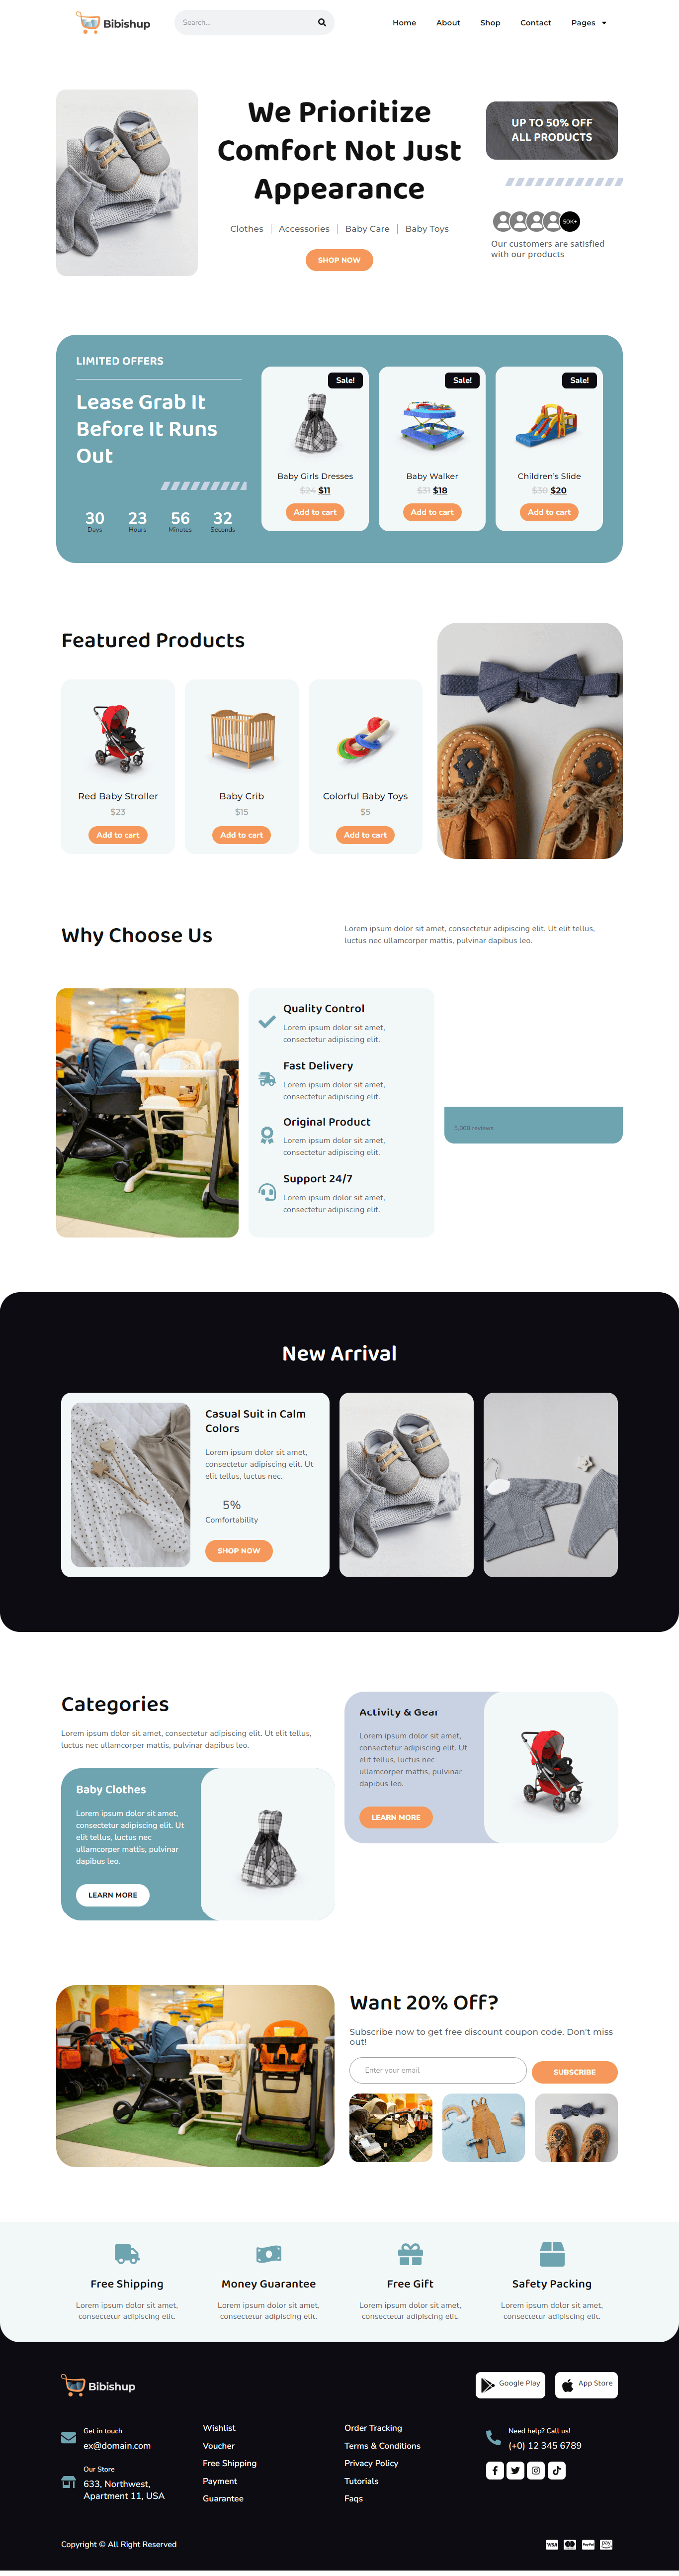 Bibishup
Search...
Home
About
Shop
Contact
Pages
We Prioritize
Comfort Not Just
Appearance
Clothes
Accessories
Baby Care
Baby Toys
SHOP NOW
UP TO 50% OFF
ALL PRODUCTS
50K+
Our customers are satisfied
with our products
LIMITED OFFERS
Lease Grab It
Before It Runs
Out
30
23
56
32
Days
Hours
Minutes
Seconds
Sale!
Baby Girls Dresses
$24 $11
Add to cart
Sale!
Baby Walker
$31 $18
Add to cart
Sale!
Children's Slide
$30 $20
Add to cart
Featured Products
Red Baby Stroller
$23
Add to cart
Baby Crib
$15
Add to cart
Colorful Baby Toys
$5
Add to cart
Why Choose Us
Lorem ipsum dolor sit amet, consectetur adipiscing elit. Ut elit tellus,
luctus nec ullamcorper mattis, pulvinar dapibus leo.
Quality Control
Lorem ipsum dolor sit amet,
consectetur adipiscing elit.
Fast Delivery
Lorem ipsum dolor sit amet,
consectetur adipiscing elit.
Original Product
Lorem ipsum dolor sit amet,
consectetur adipiscing elit.
Support 24/7
Lorem ipsum dolor sit amet,
consectetur adipiscing elit.
5,000 reviews
New Arrival
Casual Suit in Calm
Colors
Lorem ipsum dolor sit amet,
consectetur adipiscing elit. Ut
elit tellus, luctus nec.
5%
Comfortability
SHOP NOW
Categories
Lorem ipsum dolor sit amet, consectetur adipiscing elit. Ut elit tellus,
luctus nec ullamcorper mattis, pulvinar dapibus leo.
Baby Clothes
Lorem ipsum dolor sit amet,
consectetur adipiscing elit. Ut
elit tellus, luctus nec
ullamcorper mattis, pulvinar
dapibus leo.
LEARN MORE
Activity & Gear
Lorem ipsum dolor sit amet,
consectetur adipiscing elit. Ut
elit tellus, luctus nec
ullamcorper mattis, pulvinar
dapibus leo.
LEARN MORE
Want 20% Off?
Subscribe now to get free discount coupon code. Don't miss
out!
Enter your email
SUBSCRIBE
Free Shipping
Lorem ipsum dolor sit amet,
consectetur adipiscing elit.
Money Guarantee
Lorem ipsum dolor sit amet,
consectetur adipiscing elit.
Free Gift
Lorem ipsum dolor sit amet,
consectetur adipiscing elit.
Safety Packing
Lorem ipsum dolor sit amet,
consectetur adipiscing elit.
Bibishup
Google Play
App Store
Get in touch
ex@domain.com
Our Store
633, Northwest,
Apartment 11, USA
Wishlist
Voucher
Free Shipping
Payment
Guarantee
Order Tracking
Terms & Conditions
Privacy Policy
Tutorials
Faqs
Need help? Call us!
(+0) 12 345 6789
Copyright © All Right Reserved
VISA
PayPal
pay